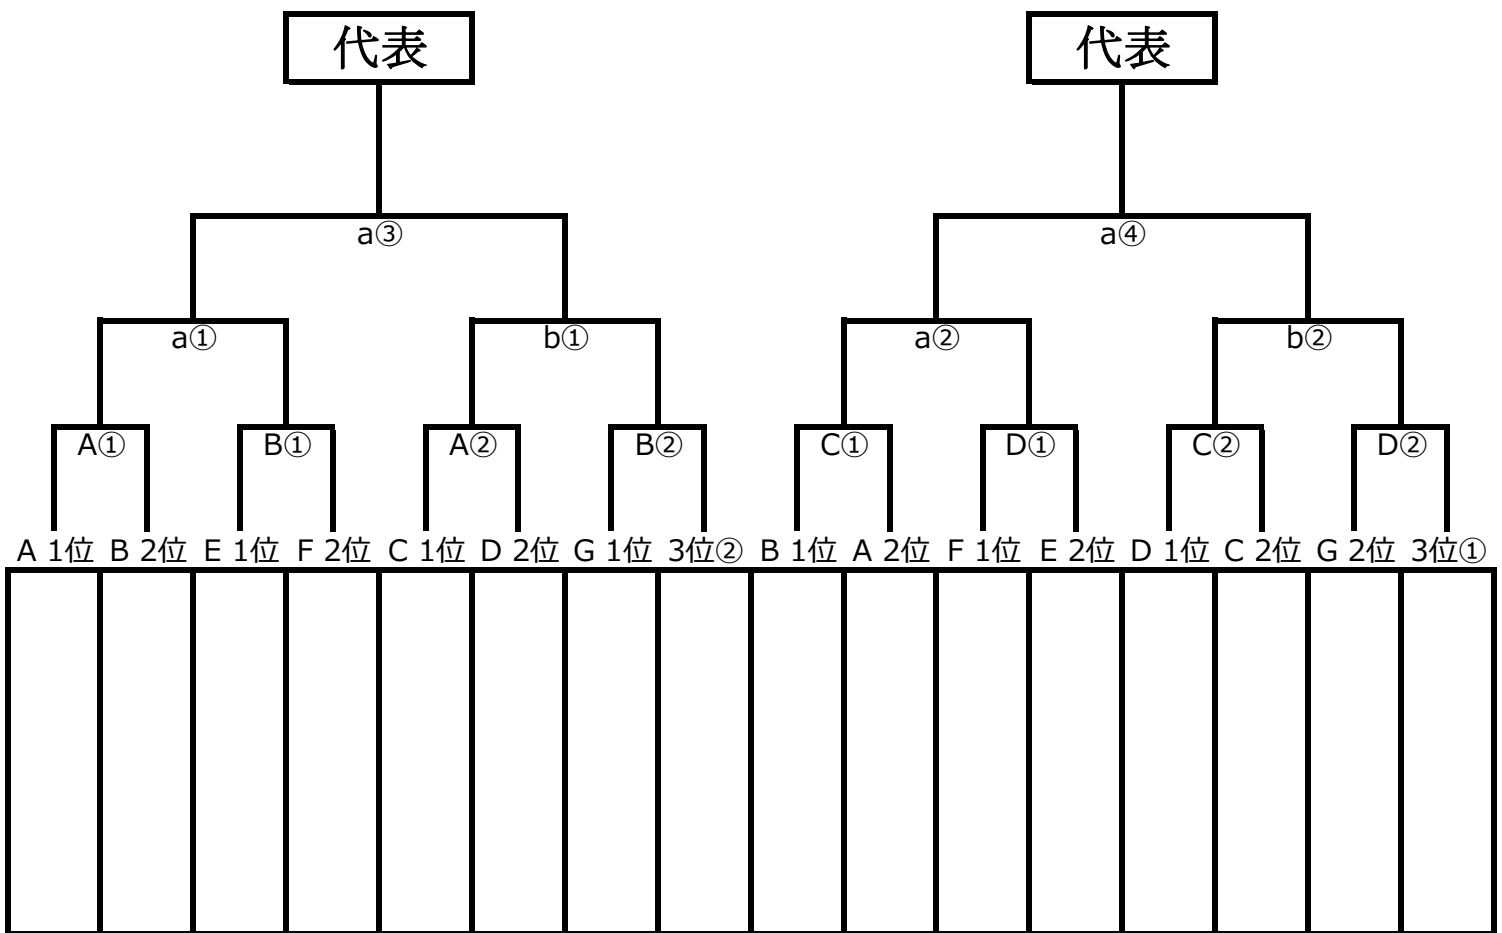 代表 代表
a③ a④
a① b① a② b②
A① B① A② B② C① D① C② D②
A 1位 B 2位 E 1位 F 2位 C 1位 D 2位 G 1位 3位② B 1位 A 2位 F 1位 E 2位 D 1位 C 2位 G 2位 3位①